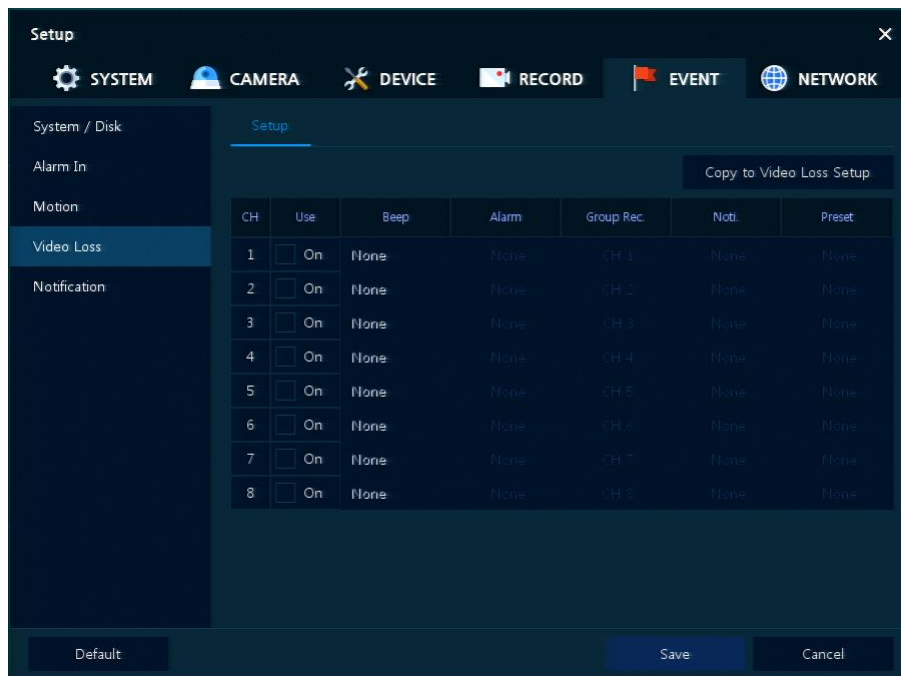 Setup
SYSTEM CAMERA DEVICE RECORD EVENT NETWORK
System / Disk
Alarm In
Motion
Video Loss
Notification
Setup
Copy to Video Loss Setup
CH Use Beep Alarm Group Rec. Noti. Preset
1 On None None CH 1 None None
2 On None None CH 2 None None
3 On None None CH 3 None None
4 On None None CH 4 None None
5 On None None CH 5 None None
6 On None None CH 6 None None
7 On None None CH 7 None None
8 On None None CH 8 None None
Default Save Cancel